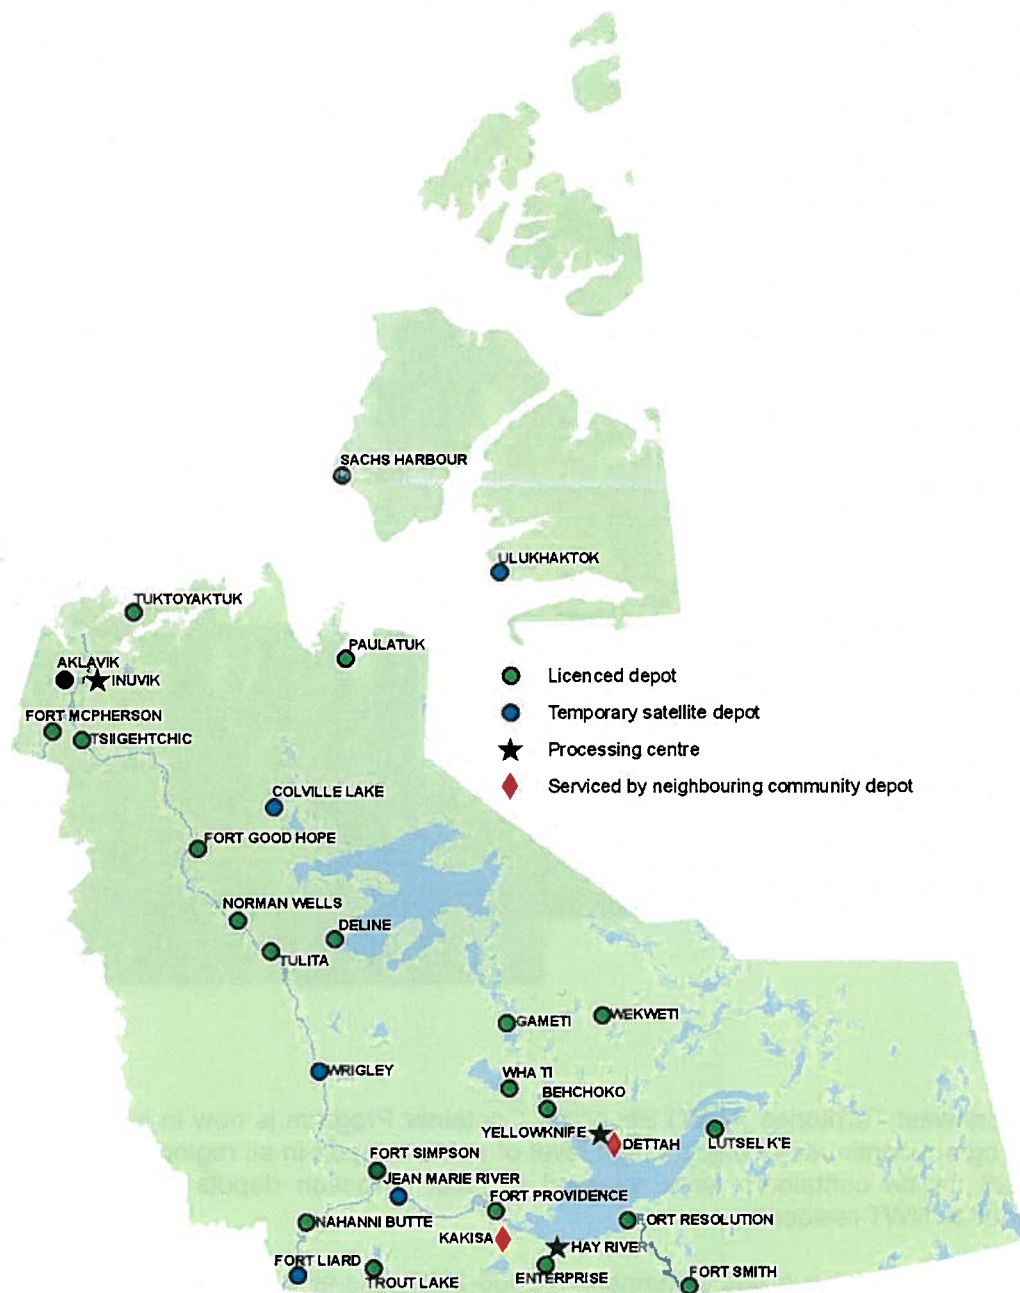 SACHS HARBOUR
ULUKHAKTOK
TUKTOYAKTUK
PAULATUK
AKLAVIK
INUVIK
FORT MCPHERSON
TSIIGEHTCHIC
Licenced depot
Temporary satellite depot
Processing centre
Serviced by neighbouring community depot
COLVILLE LAKE
FORT GOOD HOPE
NORMAN WELLS
DELINE
TULITA
GAMETI
WEKWETI
WRIGLEY
WHA TI
BEHCHOKO
YELLOWKNIFE
DETTAH
LUTSEL K'E
FORT SIMPSON
JEAN MARIE RIVER
FORT PROVIDENCE
NAHANNI BUTTE
FORT RESOLUTION
KAKISA
HAY RIVER
FORT LIARD
TROUT LAKE
ENTERPRISE
FORT SMITH